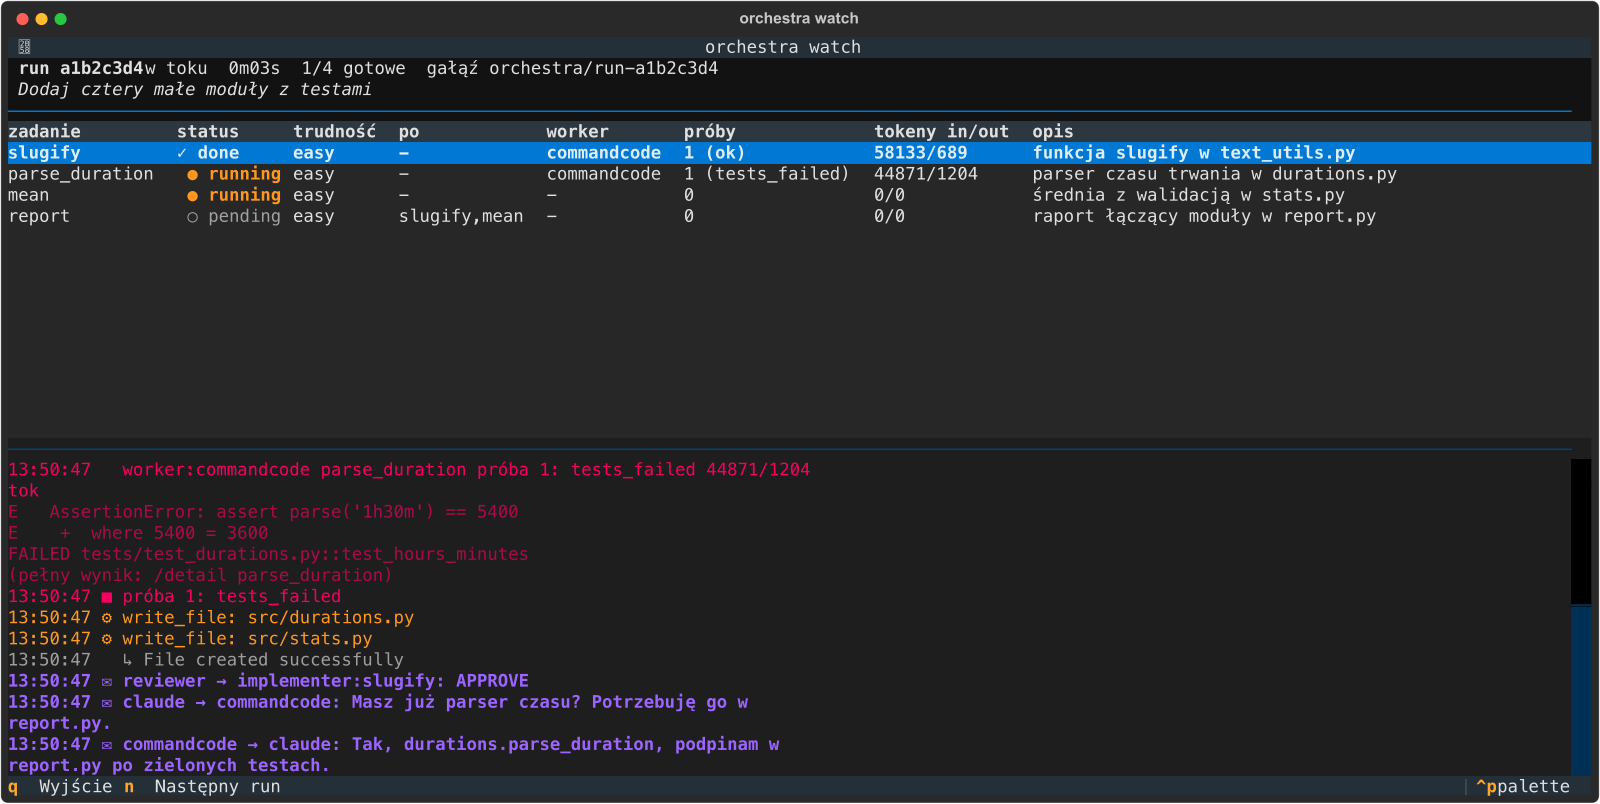 orchestra watch
orchestra watch
run a1b2c3d4w toku  0m03s  1/4 gotowe  gałąź orchestra/run-a1b2c3d4
Dodaj cztery małe moduły z testami
zadanie status trudność po worker próby tokeny in/out opis
slugify ✓ done easy – commandcode 1 (ok) 58133/689 funkcja slugify w text_utils.py
parse_duration ● running easy – commandcode 1 (tests_failed) 44871/1204 parser czasu trwania w durations.py
mean ● running easy – – 0 0/0 średnia z walidacją w stats.py
report ○ pending easy slugify,mean – 0 0/0 raport łączący moduły w report.py
13:50:47   worker:commandcode parse_duration próba 1: tests_failed 44871/1204
tok
E   AssertionError: assert parse('1h30m') == 5400
E    +  where 5400 = 3600
FAILED tests/test_durations.py::test_hours_minutes
(pełny wynik: /detail parse_duration)
13:50:47 ■ próba 1: tests_failed
13:50:47 ⚙ write_file: src/durations.py
13:50:47 ⚙ write_file: src/stats.py
13:50:47   ↳ File created successfully
13:50:47 ✉ reviewer → implementer:slugify: APPROVE
13:50:47 ✉ claude → commandcode: Masz już parser czasu? Potrzebuję go w
report.py.
13:50:47 ✉ commandcode → claude: Tak, durations.parse_duration, podpinam w
report.py po zielonych testach.
q  Wyjście n  Następny run ^ppalette